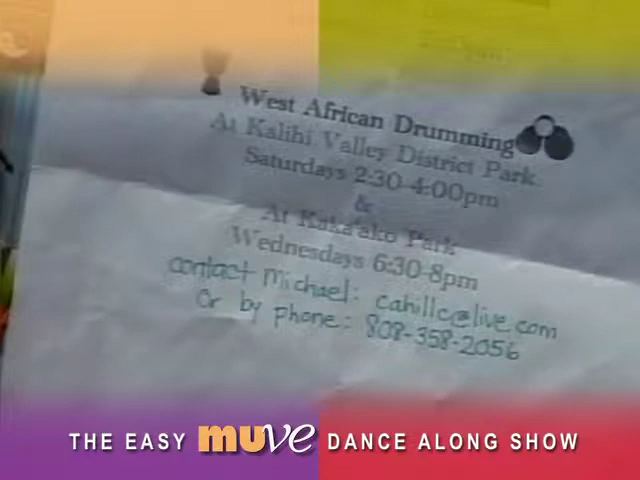 West African Drumming
At Kalihi Valley District Park
Saturdays 2:30-4:00pm
&
At Kaka'ako Park
Wednesdays 6:30-8pm
contact Michael: cahillc@live.com
Or by phone: 808-358-2056
THE EASY muve DANCE ALONG SHOW